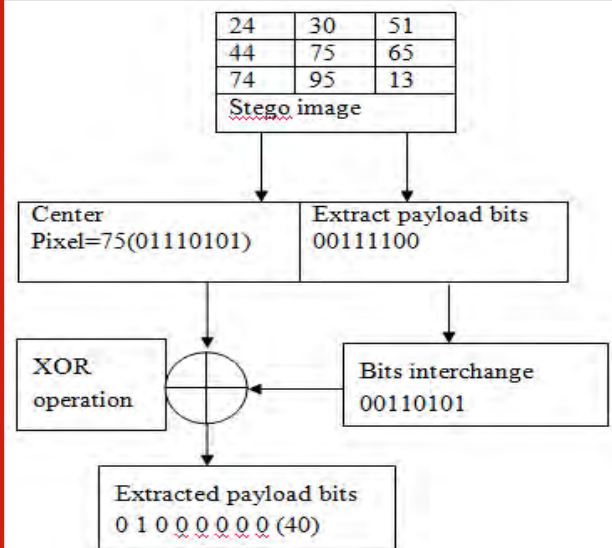 24 30 51
44 75 65
74 95 13
Stego image
Center
Pixel=75(01110101)
Extract payload bits
00111100
XOR
operation
Bits interchange
00110101
Extracted payload bits
0 1 0 0 0 0 0 0 (40)